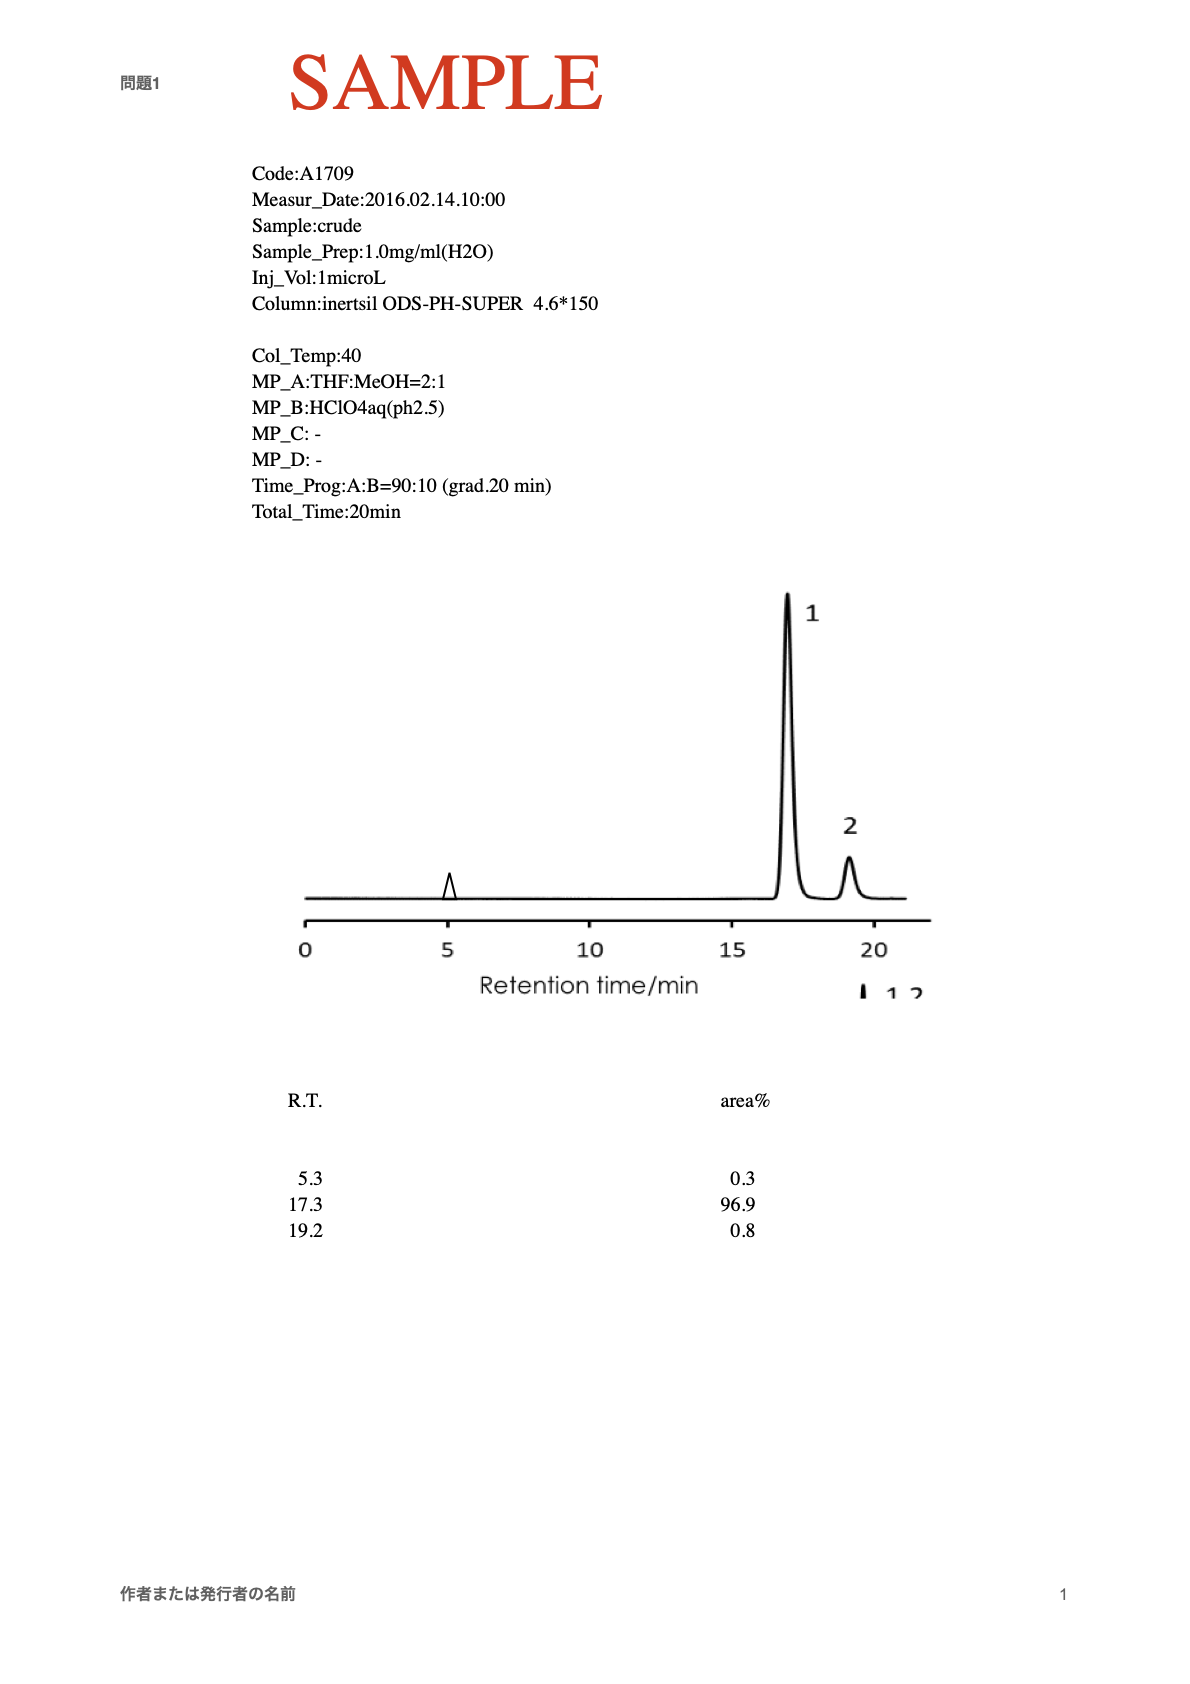 問題1
SAMPLE
Code:A1709
Measur_Date:2016.02.14.10:00
Sample:crude
Sample_Prep:1.0mg/ml(H2O)
Inj_Vol:1microL
Column:inertsil ODS-PH-SUPER  4.6*150
Col_Temp:40
MP_A:THF:MeOH=2:1
MP_B:HClO4aq(ph2.5)
MP_C: -
MP_D: -
Time_Prog:A:B=90:10 (grad.20 min)
Total_Time:20min
1
2
0 5 10 15 20
Retention time/min
R.T. area%
5.3 0.3
17.3 96.9
19.2 0.8
作者または発行者の名前 1